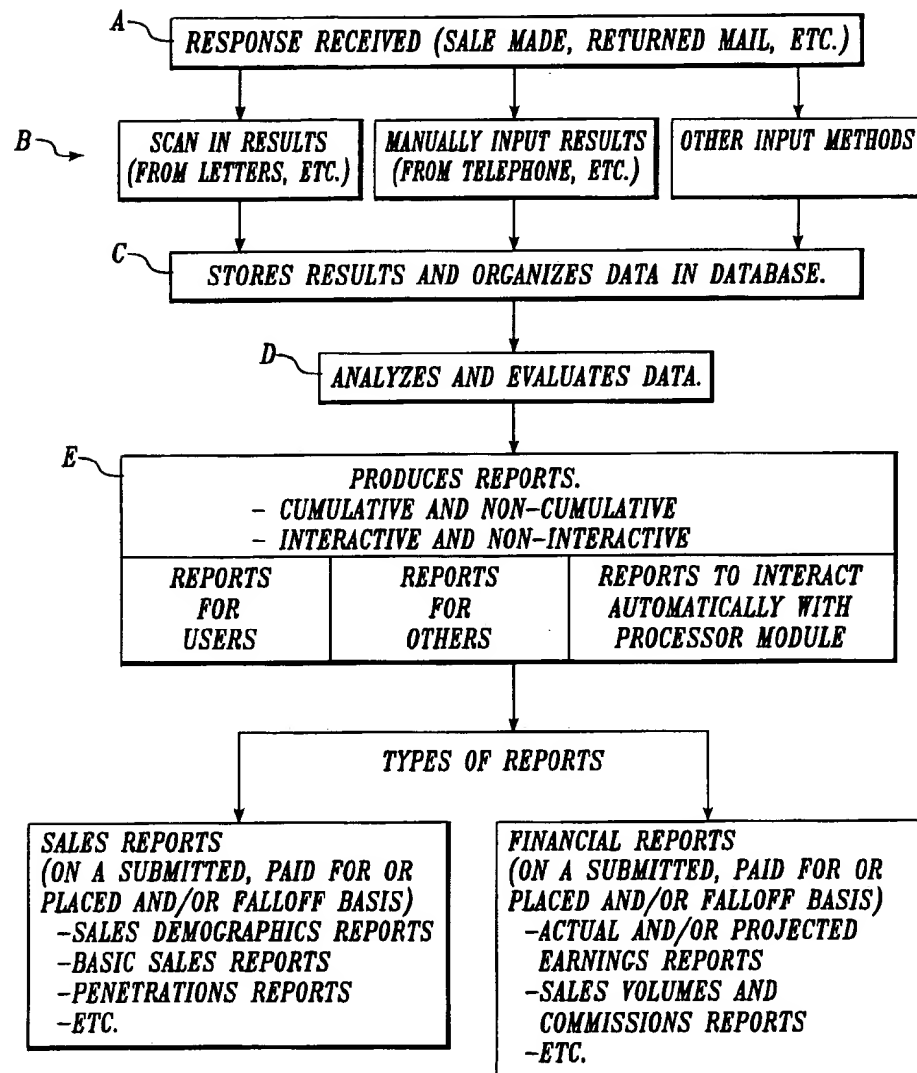 A
RESPONSE RECEIVED (SALE MADE, RETURNED MAIL, ETC.)
B
SCAN IN RESULTS
(FROM LETTERS, ETC.)
MANUALLY INPUT RESULTS
(FROM TELEPHONE, ETC.)
OTHER INPUT METHODS
C
STORES RESULTS AND ORGANIZES DATA IN DATABASE.
D
ANALYZES AND EVALUATES DATA.
E
PRODUCES REPORTS.
- CUMULATIVE AND NON-CUMULATIVE
- INTERACTIVE AND NON-INTERACTIVE
REPORTS
FOR
USERS
REPORTS
FOR
OTHERS
REPORTS TO INTERACT
AUTOMATICALLY WITH
PROCESSOR MODULE
TYPES OF REPORTS
SALES REPORTS
(ON A SUBMITTED, PAID FOR OR
PLACED AND/OR FALLOFF BASIS)
-SALES DEMOGRAPHICS REPORTS
-BASIC SALES REPORTS
-PENETRATIONS REPORTS
-ETC.
FINANCIAL REPORTS
(ON A SUBMITTED, PAID FOR OR
PLACED AND/OR FALLOFF BASIS)
-ACTUAL AND/OR PROJECTED
EARNINGS REPORTS
-SALES VOLUMES AND
COMMISSIONS REPORTS
-ETC.